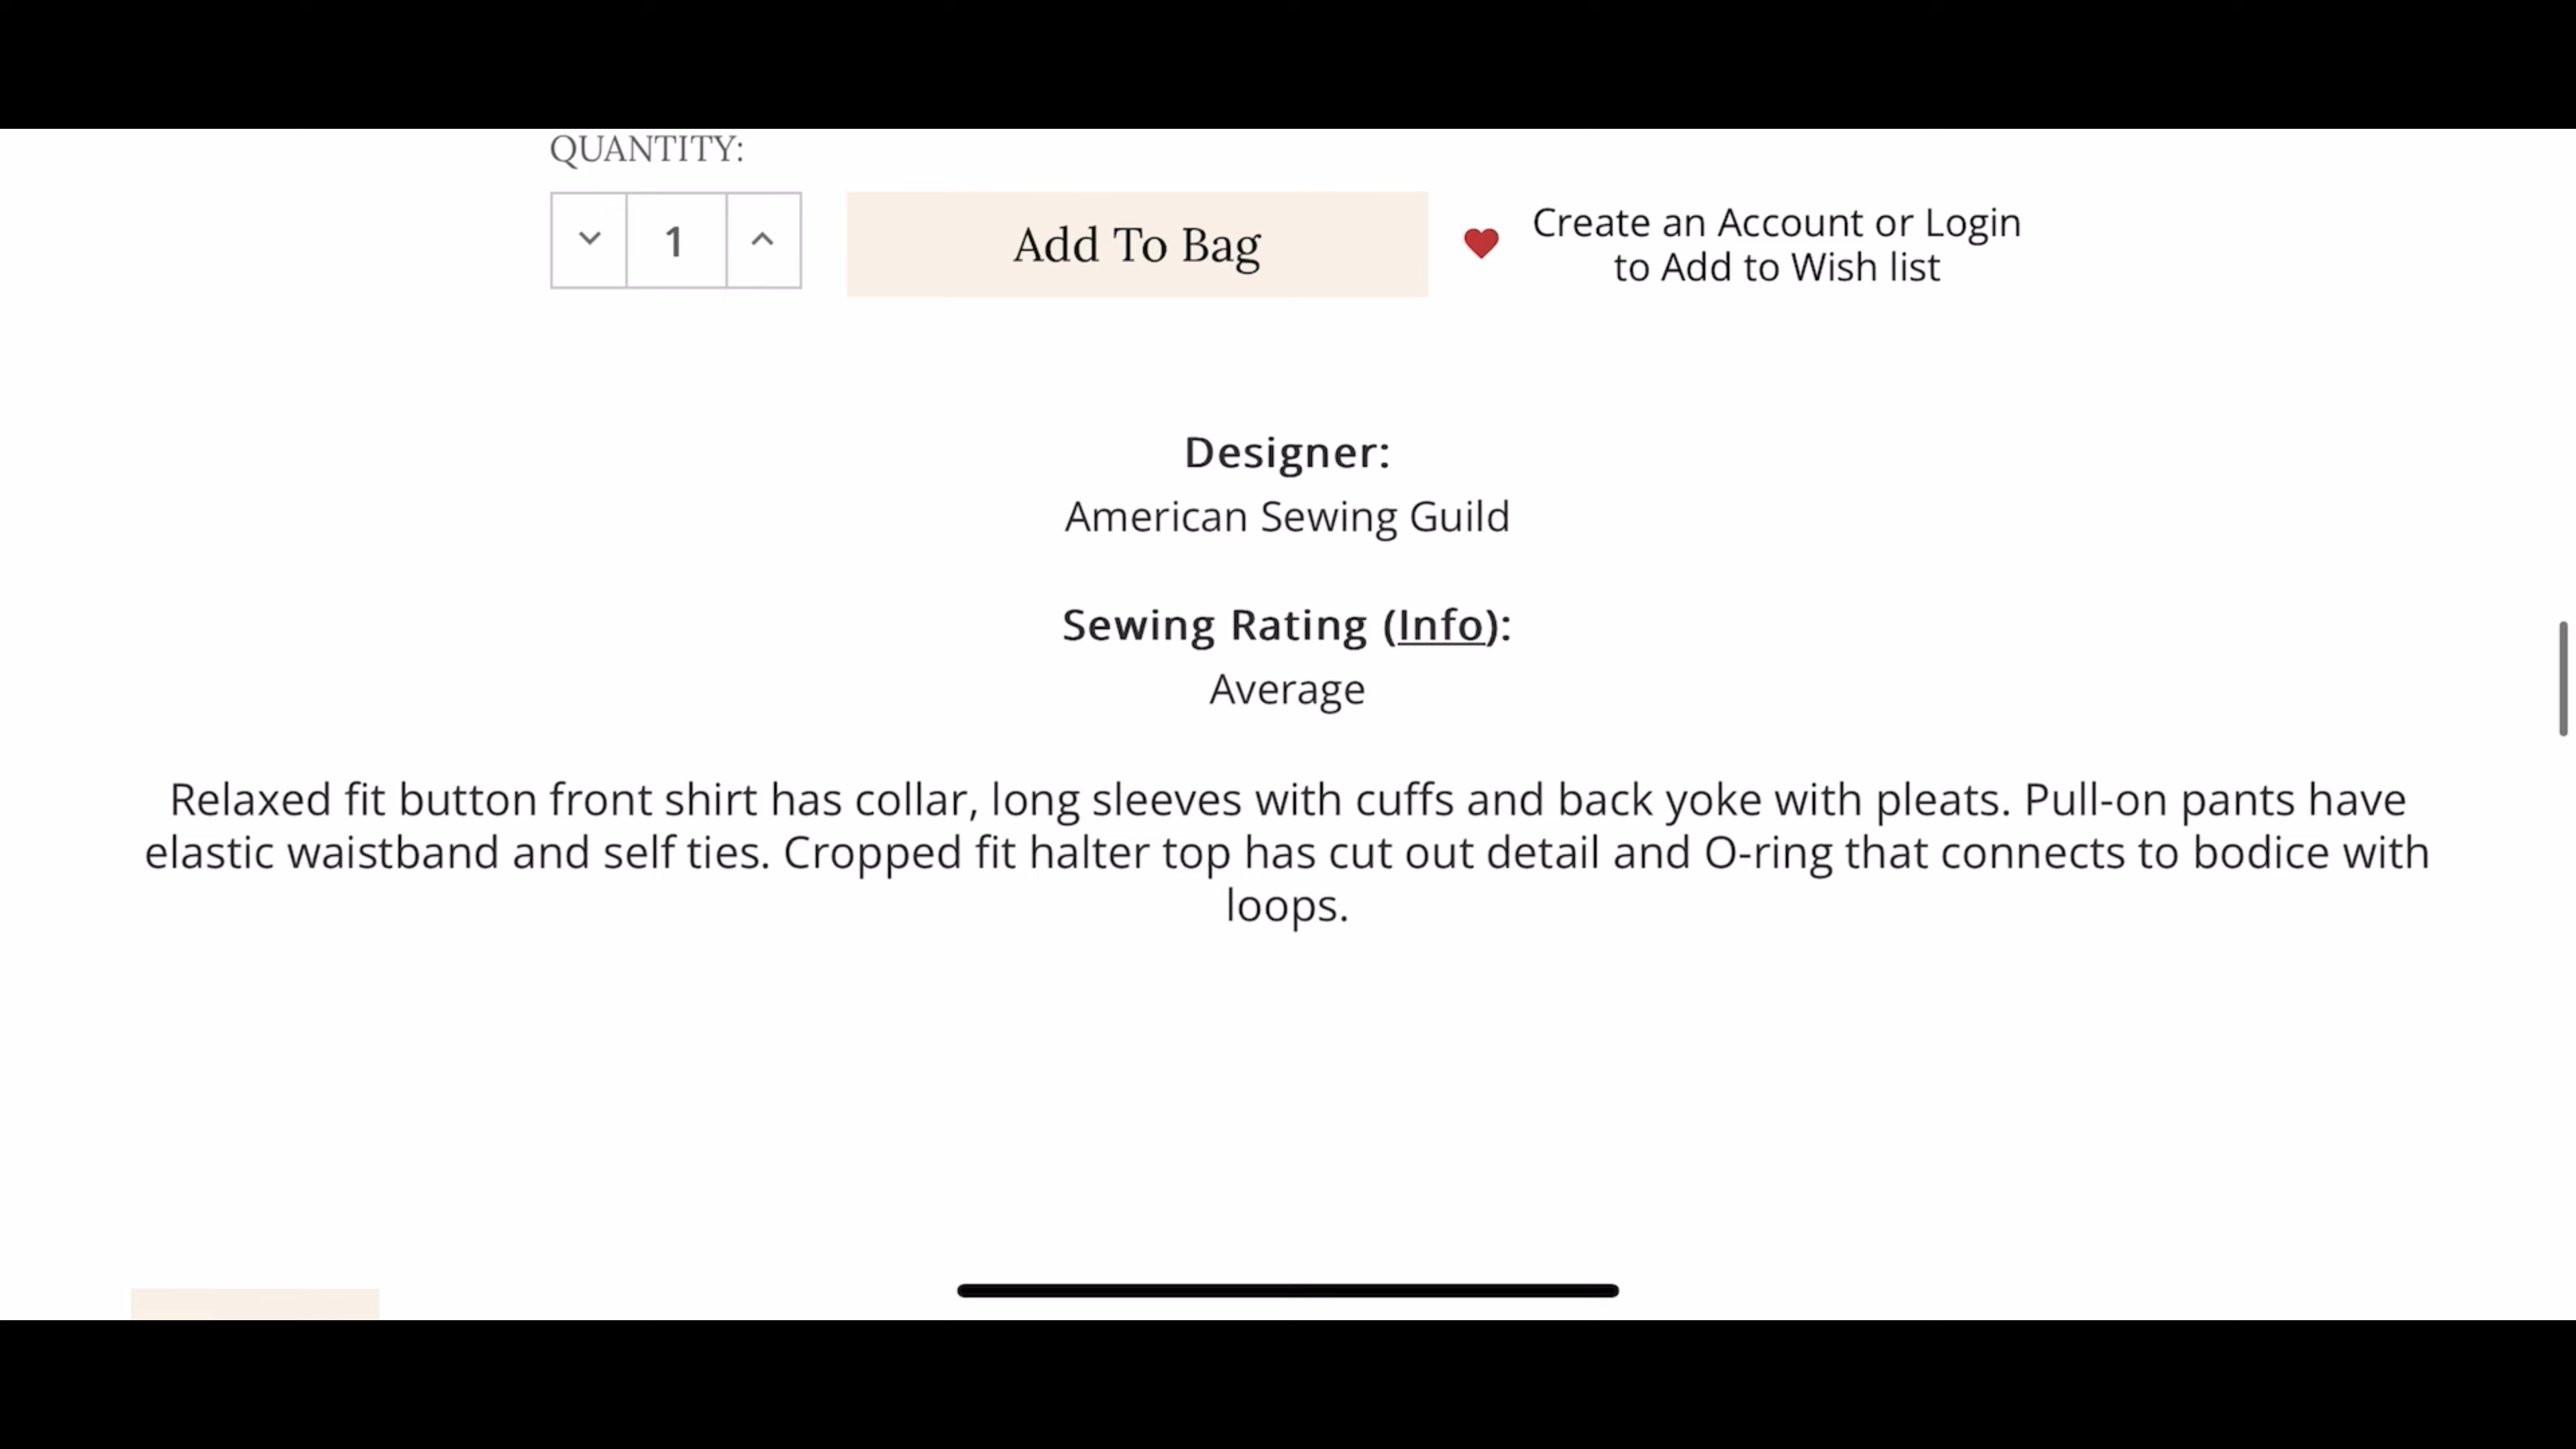 QUANTITY:
1
Add To Bag
Create an Account or Login
to Add to Wish list
Designer:
American Sewing Guild
Sewing Rating (Info):
Average
Relaxed fit button front shirt has collar, long sleeves with cuffs and back yoke with pleats. Pull-on pants have
elastic waistband and self ties. Cropped fit halter top has cut out detail and O-ring that connects to bodice with
loops.